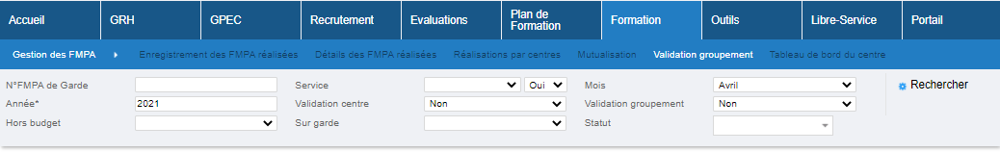 Accueil GRH GPEC Recrutement Evaluations Plan de Formation Formation Outils Libre-Service Portail
Gestion des FMPA Enregistrement des FMPA réalisées Détails des FMPA réalisées Réalisations par centres Mutualisation Validation groupement Tableau de bord du centre
N°FMPA de Garde Service Oui Mois Avril Rechercher
Année* 2021 Validation centre Non Validation groupement Non
Hors budget Sur garde Statut